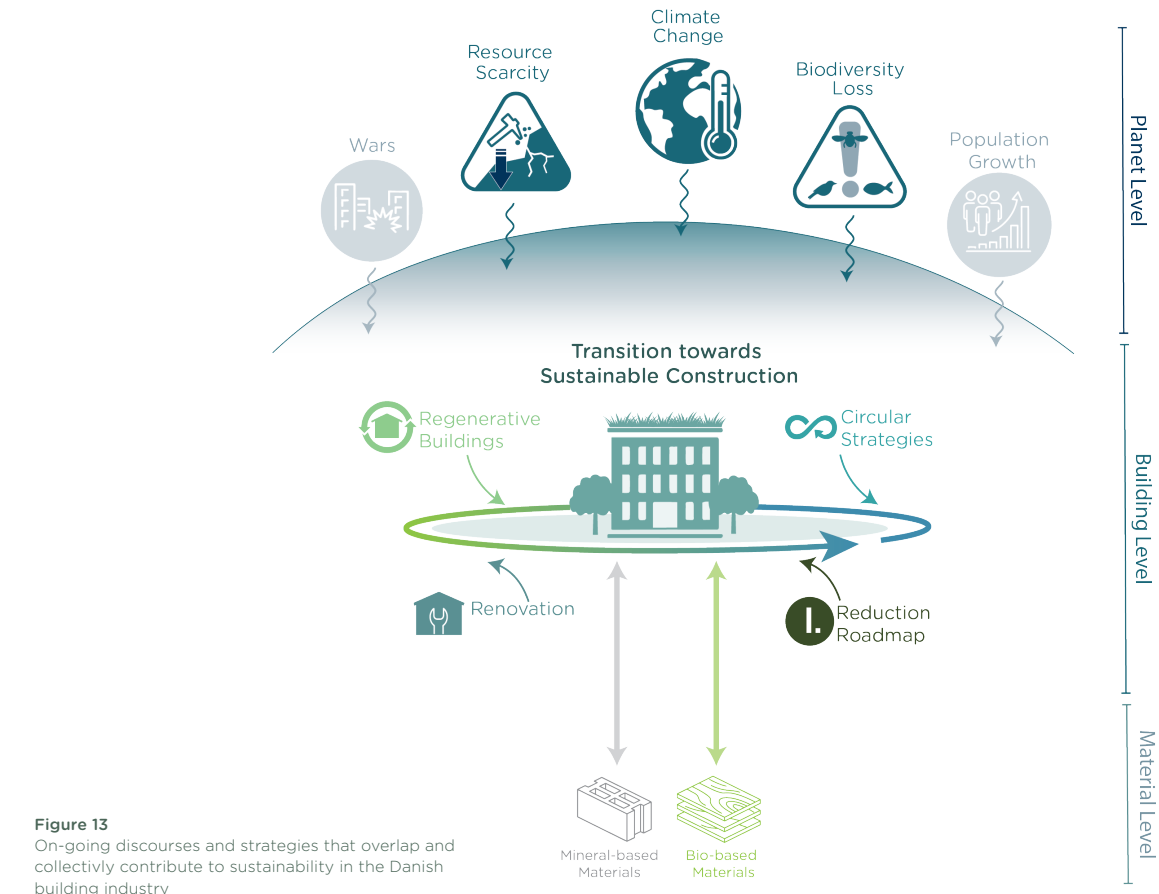 Climate
Change
Resource
Scarcity
Biodiversity
Loss
Wars
Population
Growth
Planet Level
Transition towards
Sustainable Construction
Regenerative
Buildings
Circular
Strategies
Building Level
Renovation
I.
Reduction
Roadmap
Material Level
Mineral-based
Materials
Bio-based
Materials
Figure 13
On-going discourses and strategies that overlap and
collectivly contribute to sustainability in the Danish
building industry